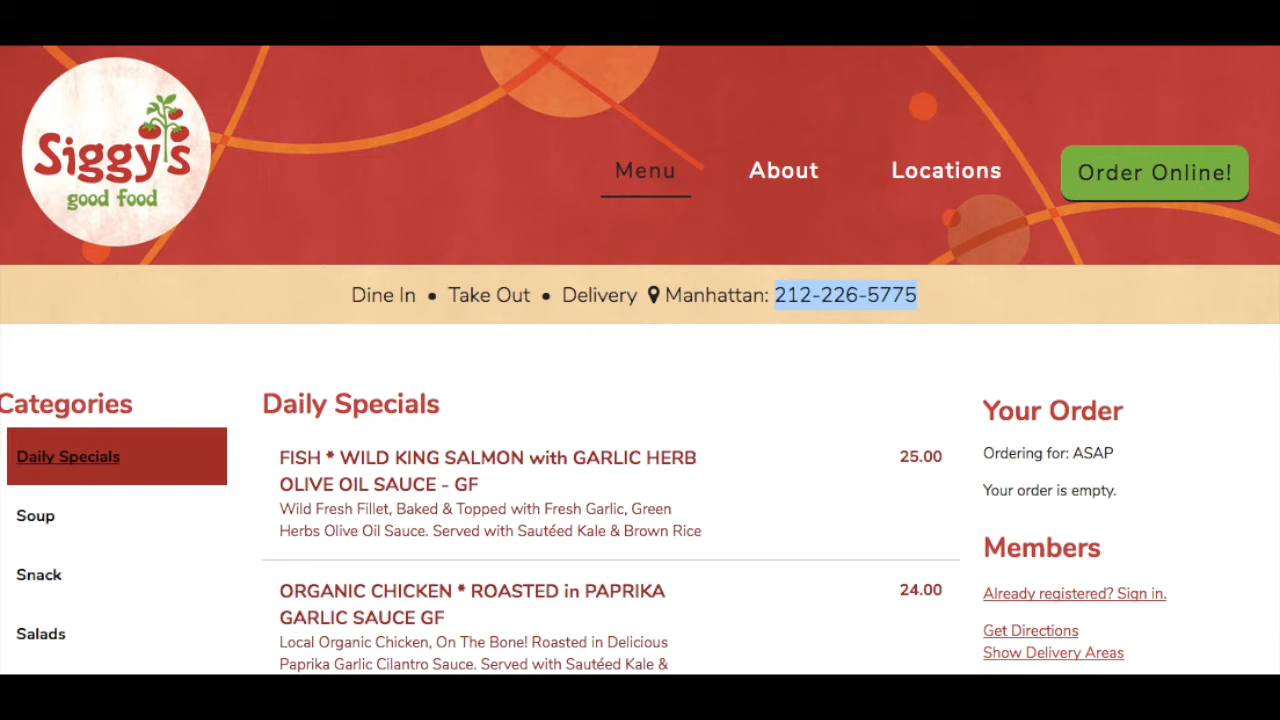 Siggy's
good food
Menu
About
Locations
Order Online!
Dine In • Take Out • Delivery Manhattan: 212-226-5775
Categories
Daily Specials
Soup
Snack
Salads
Daily Specials
FISH * WILD KING SALMON with GARLIC HERB
OLIVE OIL SAUCE - GF
25.00
Wild Fresh Fillet, Baked & Topped with Fresh Garlic, Green
Herbs Olive Oil Sauce. Served with Sautéed Kale & Brown Rice
ORGANIC CHICKEN * ROASTED in PAPRIKA
GARLIC SAUCE GF
24.00
Local Organic Chicken, On The Bone! Roasted in Delicious
Paprika Garlic Cilantro Sauce. Served with Sautéed Kale &
Your Order
Ordering for: ASAP
Your order is empty.
Members
Already registered? Sign in.
Get Directions
Show Delivery Areas